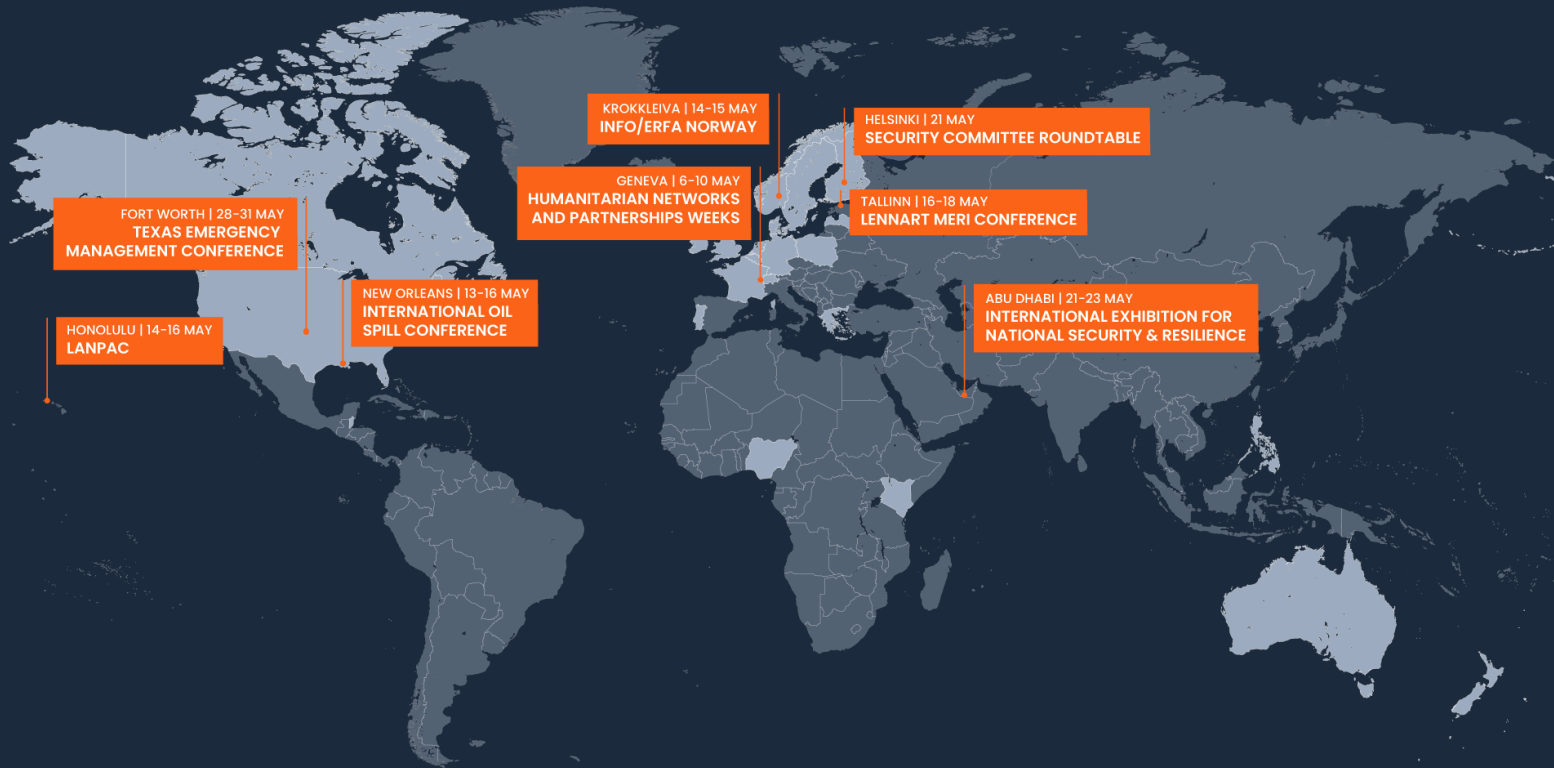 KROKKLEIVA | 14-15 MAY
INFO/ERFA NORWAY
HELSINKI | 21 MAY
SECURITY COMMITTEE ROUNDTABLE
GENEVA | 6-10 MAY
HUMANITARIAN NETWORKS
AND PARTNERSHIPS WEEKS
TALLINN | 16-18 MAY
LENNART MERI CONFERENCE
FORT WORTH | 28-31 MAY
TEXAS EMERGENCY
MANAGEMENT CONFERENCE
NEW ORLEANS | 13-16 MAY
INTERNATIONAL OIL
SPILL CONFERENCE
ABU DHABI | 21-23 MAY
INTERNATIONAL EXHIBITION FOR
NATIONAL SECURITY & RESILIENCE
HONOLULU | 14-16 MAY
LANPAC